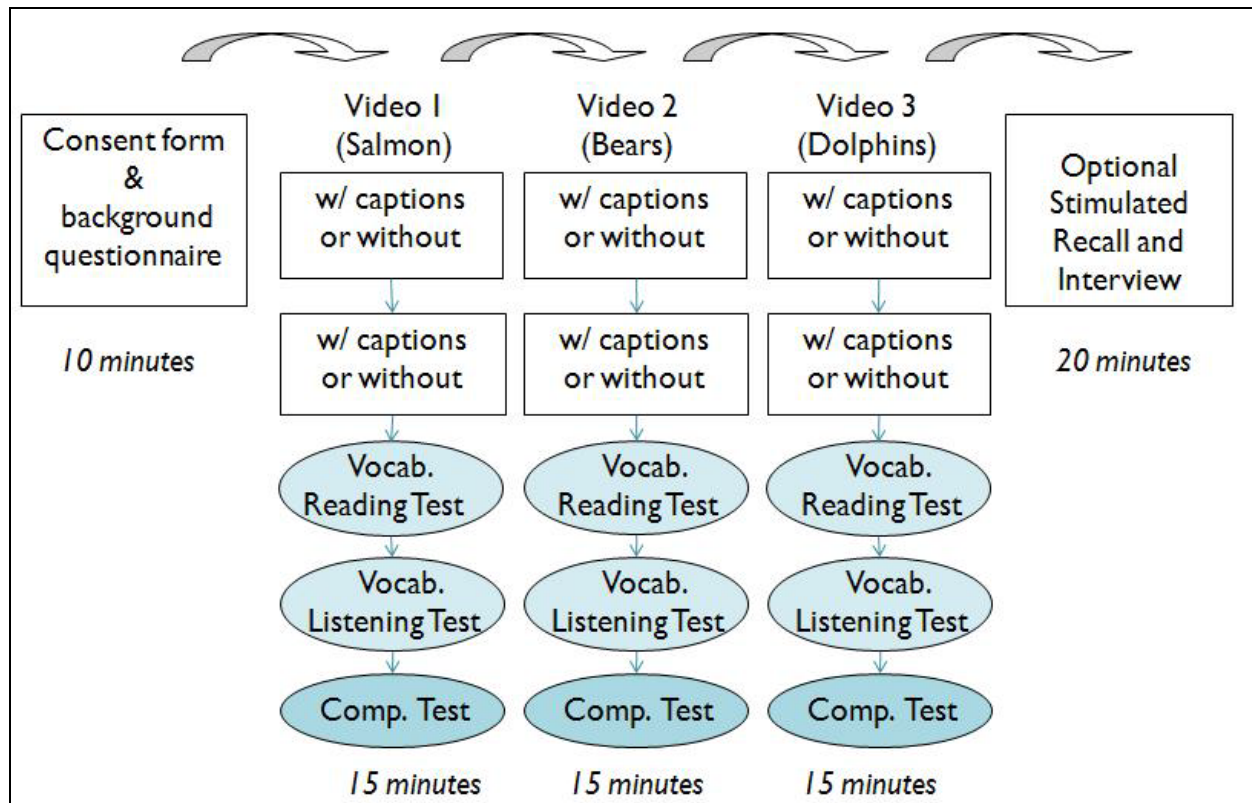 Consent form
&
background
questionnaire
10 minutes
Video 1
(Salmon)
w/ captions
or without
w/ captions
or without
Vocab.
Reading Test
Vocab.
Listening Test
Comp. Test
15 minutes
Video 2
(Bears)
w/ captions
or without
w/ captions
or without
Vocab.
Reading Test
Vocab.
Listening Test
Comp. Test
15 minutes
Video 3
(Dolphins)
w/ captions
or without
w/ captions
or without
Vocab.
Reading Test
Vocab.
Listening Test
Comp. Test
15 minutes
Optional
Stimulated
Recall and
Interview
20 minutes